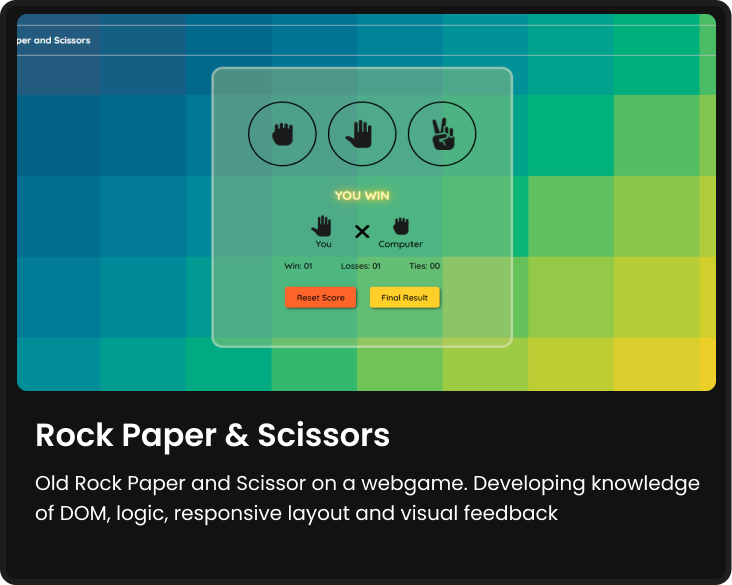 per and Scissors
YOU WIN
You
Computer
Win: 01 Losses: 01 Ties: 00
Reset Score Final Result
Rock Paper & Scissors
Old Rock Paper and Scissor on a webgame. Developing knowledge
of DOM, logic, responsive layout and visual feedback